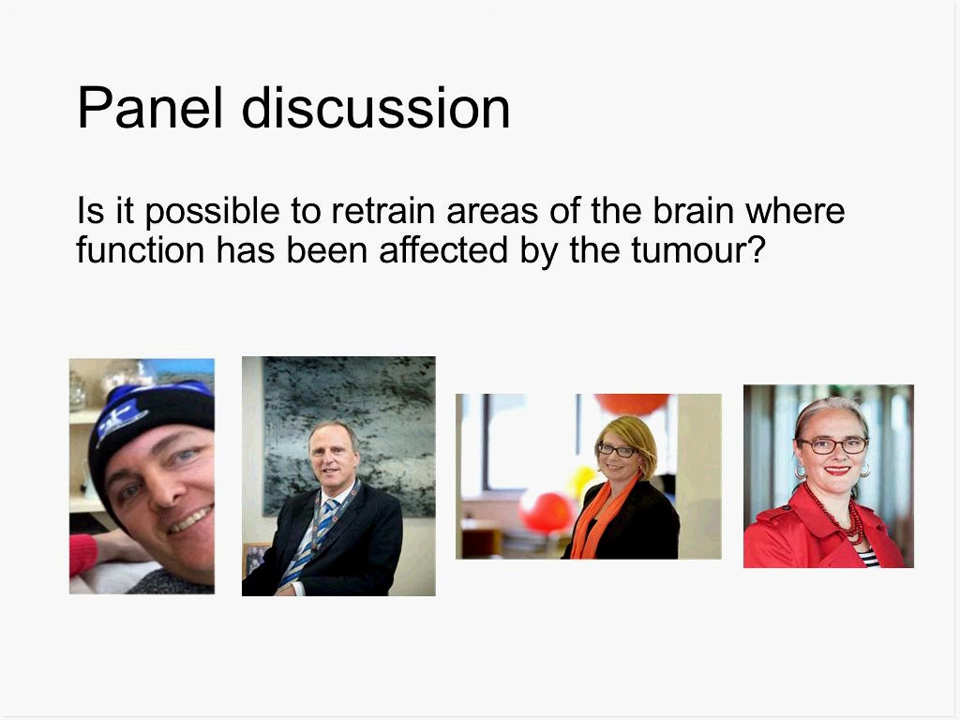 Panel discussion
Is it possible to retrain areas of the brain where
function has been affected by the tumour?